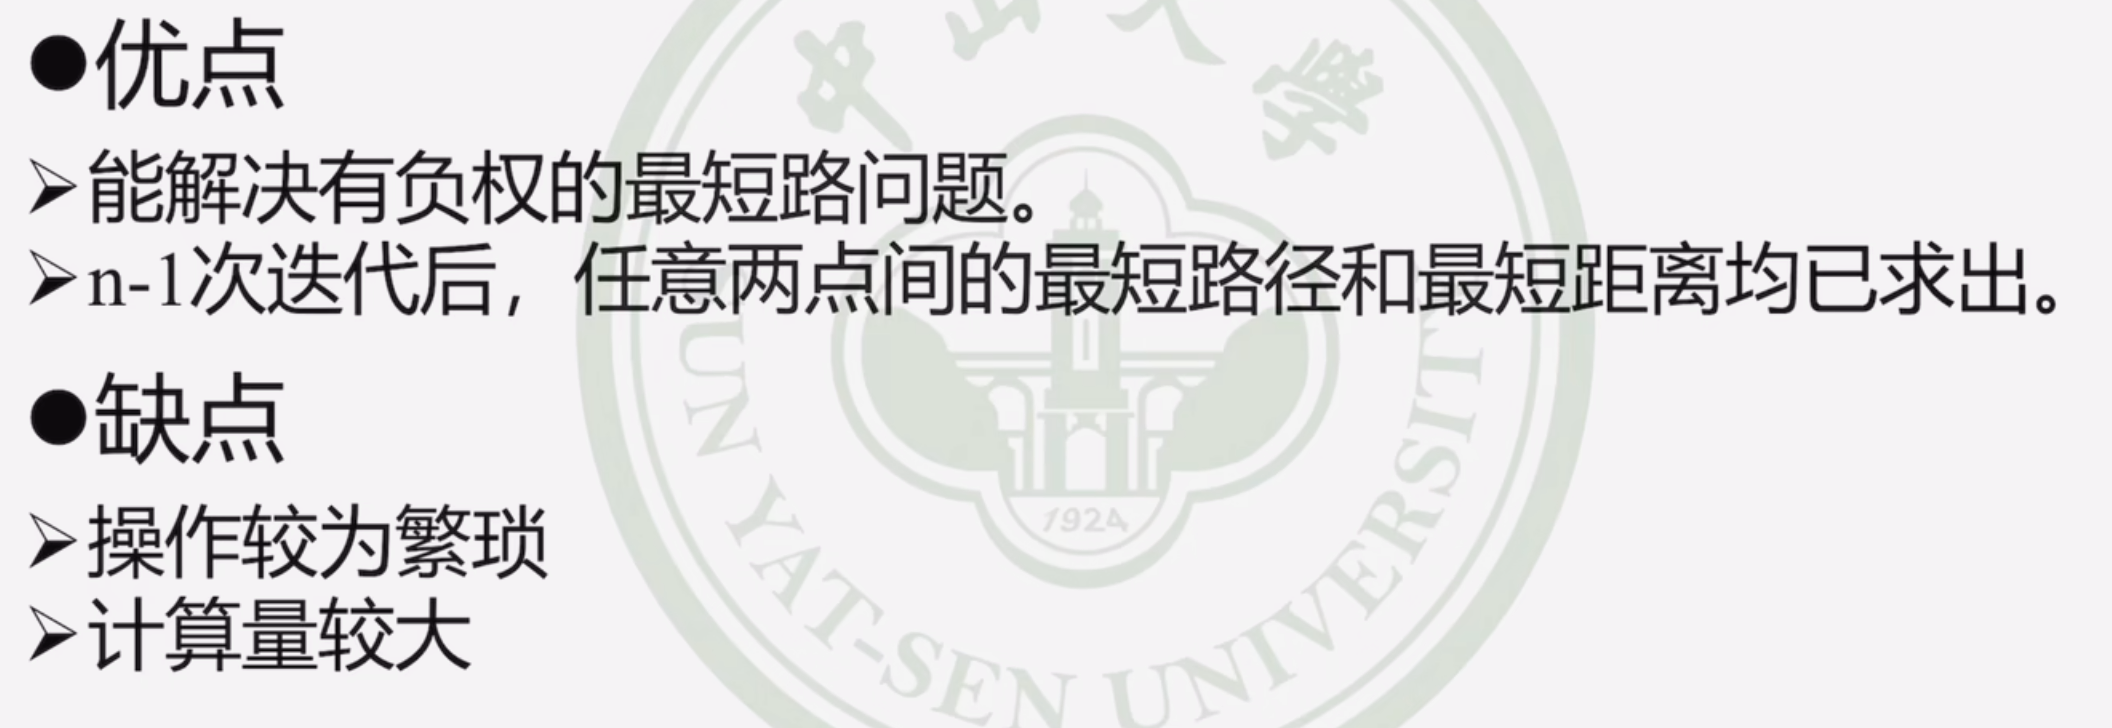 中山大学
●优点
➢能解决有负权的最短路问题。
➢n-1次迭代后，任意两点间的最短路径和最短距离均已求出。
●缺点
➢操作较为繁琐
➢计算量较大
1924
UN YAT-SEN UNIVERSIT